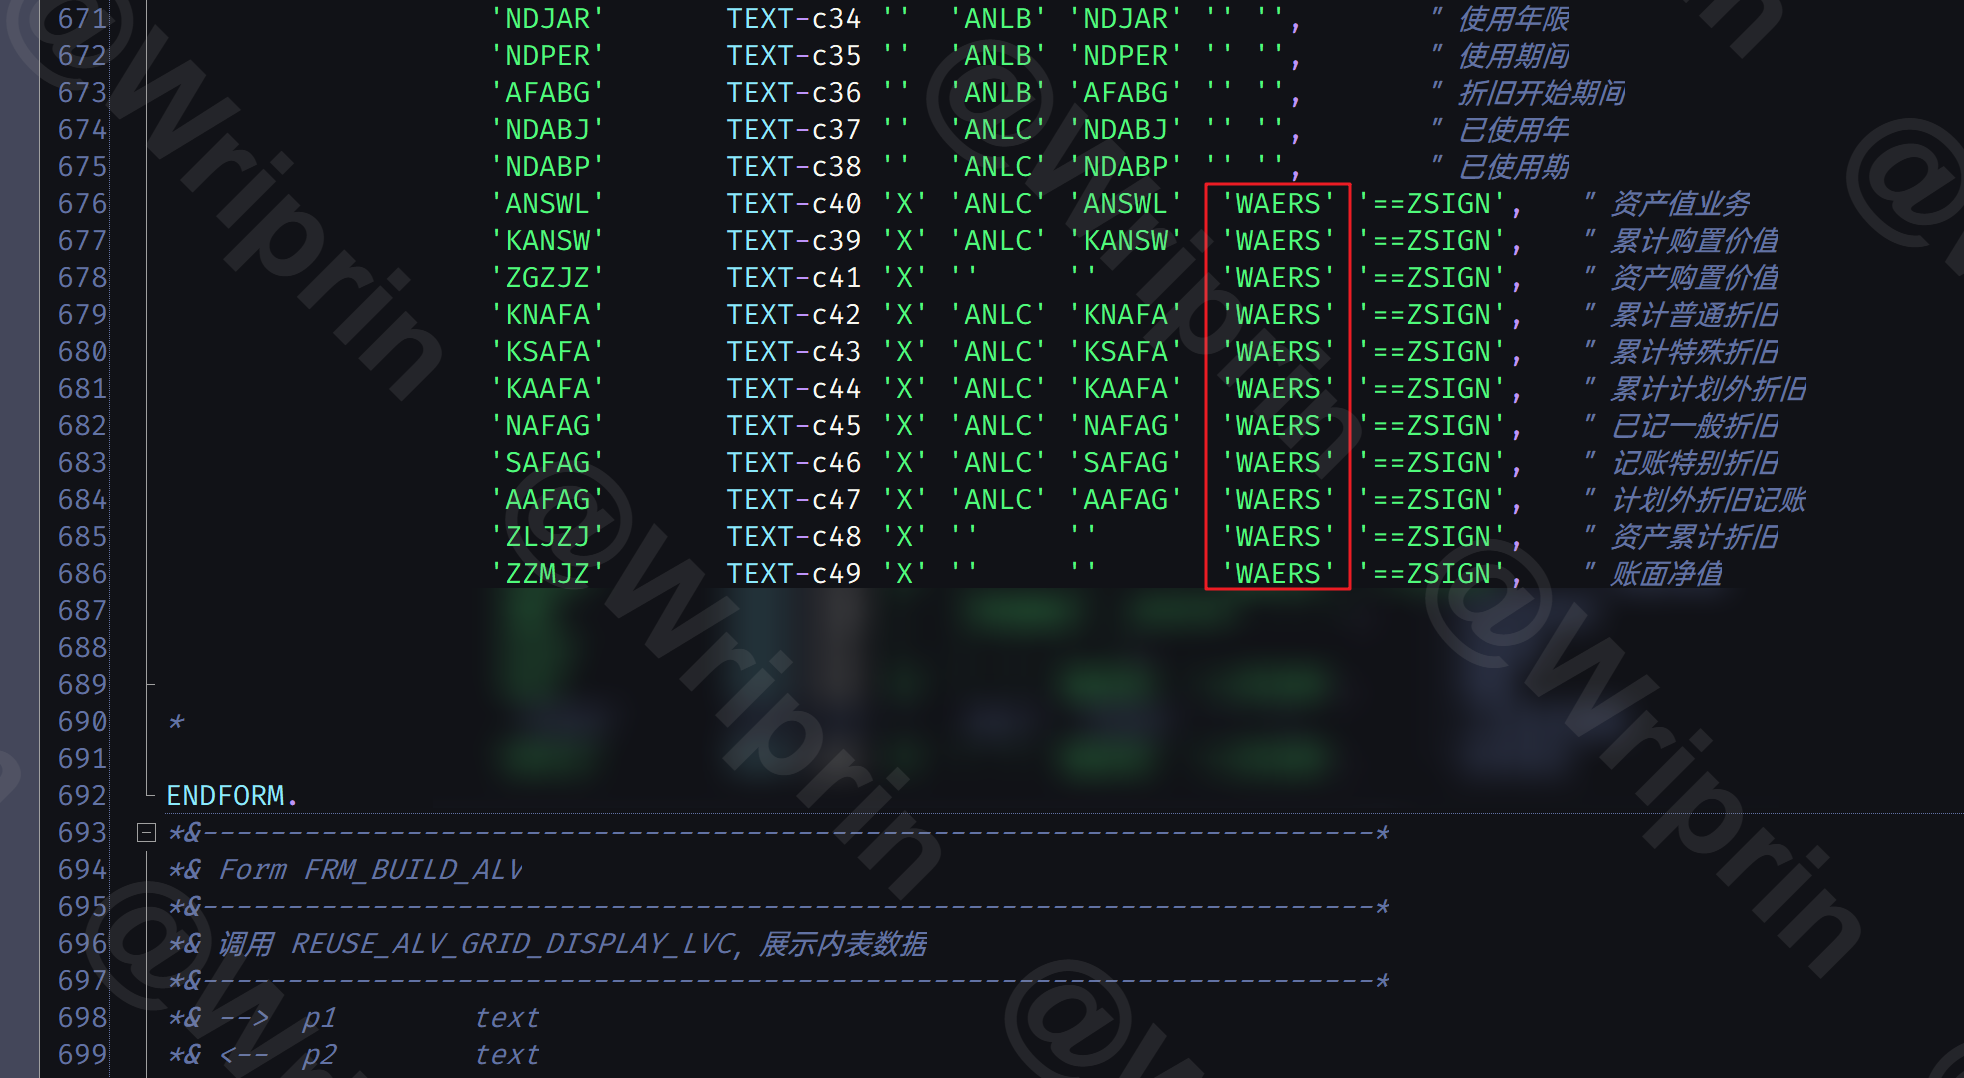 671 'NDJAR' TEXT-c34 '' 'ANLB' 'NDJAR' '' '', " 使用年限
672 'NDPER' TEXT-c35 '' 'ANLB' 'NDPER' '' '', " 使用期间
673 'AFABG' TEXT-c36 '' 'ANLB' 'AFABG' '' '', " 折旧开始期间
674 'NDABJ' TEXT-c37 '' 'ANLC' 'NDABJ' '' '', " 已使用年
675 'NDABP' TEXT-c38 '' 'ANLC' 'NDABP' '' '', " 已使用期
676 'ANSWL' TEXT-c40 'X' 'ANLC' 'ANSWL' 'WAERS' '==ZSIGN', " 资产值业务
677 'KANSW' TEXT-c39 'X' 'ANLC' 'KANSW' 'WAERS' '==ZSIGN', " 累计购置价值
678 'ZGZJZ' TEXT-c41 'X' '' '' 'WAERS' '==ZSIGN', " 资产购置价值
679 'KNAFA' TEXT-c42 'X' 'ANLC' 'KNAFA' 'WAERS' '==ZSIGN', " 累计普通折旧
680 'KSAFA' TEXT-c43 'X' 'ANLC' 'KSAFA' 'WAERS' '==ZSIGN', " 累计特殊折旧
681 'KAAFA' TEXT-c44 'X' 'ANLC' 'KAAFA' 'WAERS' '==ZSIGN', " 累计计划外折旧
682 'NAFAG' TEXT-c45 'X' 'ANLC' 'NAFAG' 'WAERS' '==ZSIGN', " 已记一般折旧
683 'SAFAG' TEXT-c46 'X' 'ANLC' 'SAFAG' 'WAERS' '==ZSIGN', " 记账特别折旧
684 'AAFAG' TEXT-c47 'X' 'ANLC' 'AAFAG' 'WAERS' '==ZSIGN', " 计划外折旧记账
685 'ZLJZJ' TEXT-c48 'X' '' '' 'WAERS' '==ZSIGN', " 资产累计折旧
686 'ZZMJZ' TEXT-c49 'X' '' '' 'WAERS' '==ZSIGN', " 账面净值
687
688
689
690 *
691
692 ENDFORM.
693 *&---------------------------------------------------------------------*
694 *& Form FRM_BUILD_ALV
695 *&---------------------------------------------------------------------*
696 *& 调用 REUSE_ALV_GRID_DISPLAY_LVC, 展示内表数据
697 *&---------------------------------------------------------------------*
698 *& --> p1 text
699 *& <-- p2 text
@Wriprin
@Wriprin
@Wriprin
@Wriprin